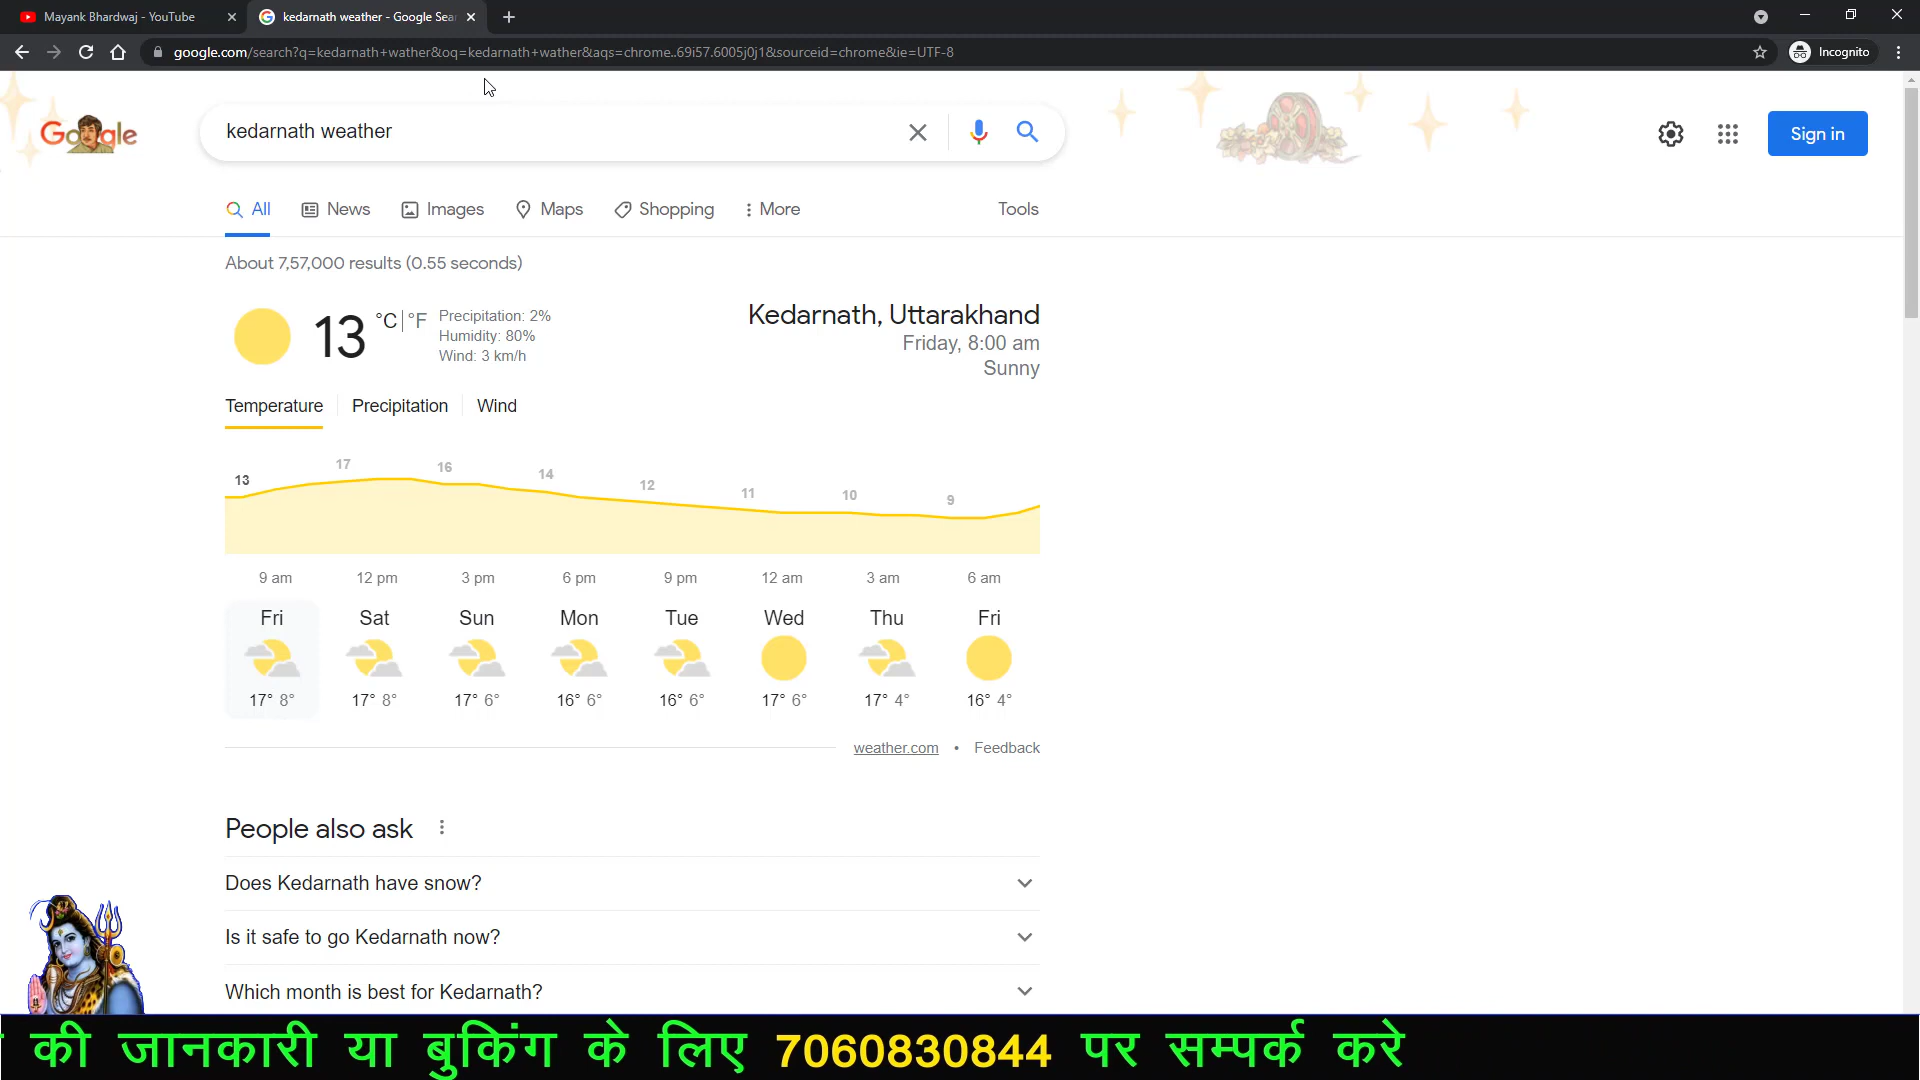 Mayank Bhardwaj - YouTube
kedarnath weather - Google Sea
google.com/search?q=kedarnath+wather&oq=kedarnath+wather&aqs=chrome..69i57.6005j0j1&sourceid=chrome&ie=UTF-8
Incognito
Google
kedarnath weather
Sign in
All
News
Images
Maps
Shopping
More
Tools
About 7,57,000 results (0.55 seconds)
13 °C | °F
Precipitation: 2%
Humidity: 80%
Wind: 3 km/h
Kedarnath, Uttarakhand
Friday, 8:00 am
Sunny
Temperature Precipitation Wind
13 17 16 14 12 11 10 9
9 am 12 pm 3 pm 6 pm 9 pm 12 am 3 am 6 am
Fri Sat Sun Mon Tue Wed Thu Fri
17° 8° 17° 8° 17° 6° 16° 6° 16° 6° 17° 6° 17° 4° 16° 4°
weather.com • Feedback
People also ask
Does Kedarnath have snow?
Is it safe to go Kedarnath now?
Which month is best for Kedarnath?
की जानकारी या बुकिंग के लिए 7060830844 पर सम्पर्क करे